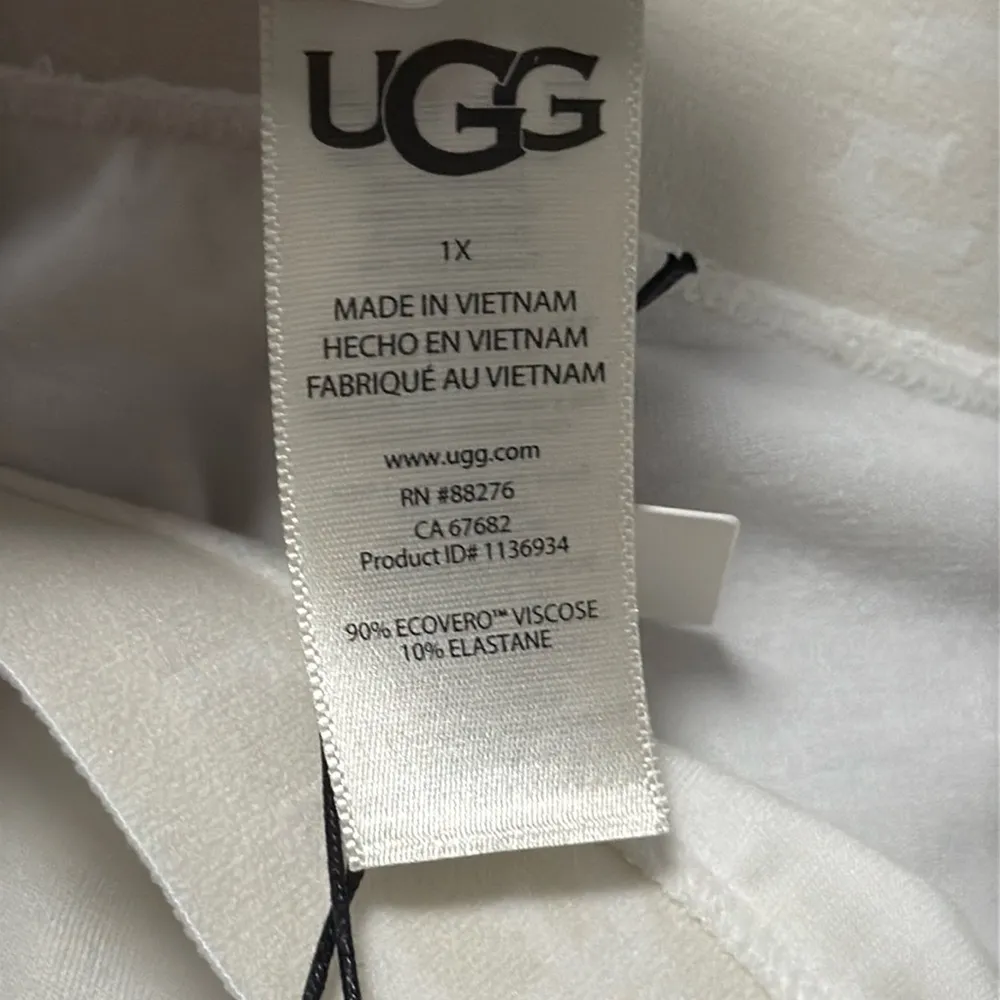 UGG
1X
MADE IN VIETNAM
HECHO EN VIETNAM
FABRIQUÉ AU VIETNAM
www.ugg.com
RN #88276
CA 67682
Product ID# 1136934
90% ECOVERO™ VISCOSE
10% ELASTANE